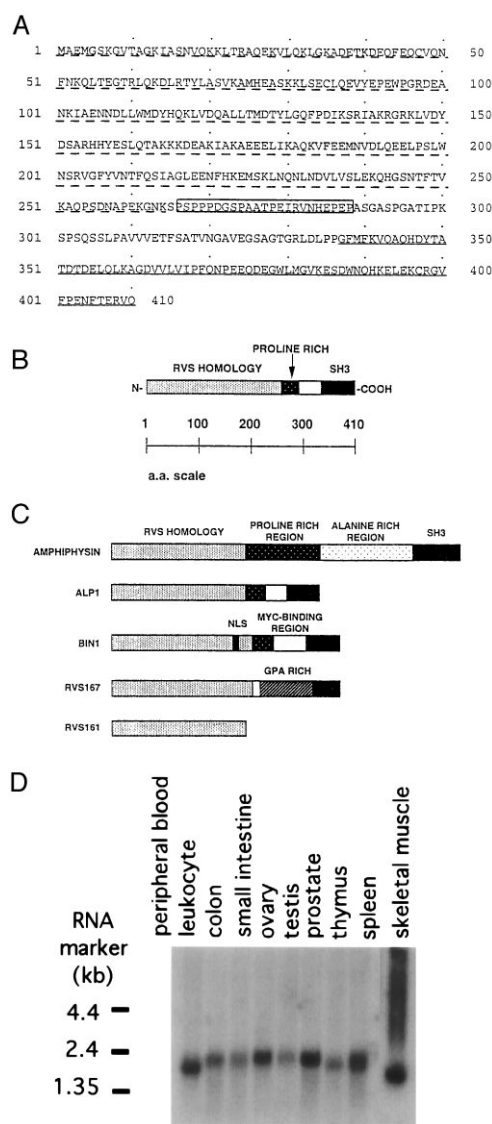 A
1 MAEMGSKGVTAGKIASNVQKKLTRAQEKVLQKLGKADETKDEQFEQCVQN 50
51 FNKQLTEGTRLQKDLRTYLASVKAMHEASKKLSECLQEVYEPEWPGRDEA 100
101 NKIAENNDLLWMDYHQKLVDQALLTMDTYLGQFPDIKSRIAKRGRKLVDY 150
151 DSARHHYESLQTAKKKDEAKIAKAEEELIKAQKVFEEMNVDLQEELPSLW 200
201 NSRVGFYVNTFQSIAGLEENFHKEMSKLNQNLNDVLVSLEKQHGSNTFTV 250
251 KAQPSDNAPEKGNKSPSPPPDGSPAATPEIRVNHEPEPASGASPGATIPK 300
301 SPSQSSLPAVVVETFSATVNGAVEGSAGTGRLDLPPGFMFKVQAQHDYTA 350
351 TDTDELQLKAGDVVLVIPFQNPEEQDEGWLMGVKESDWNQHKELEKCRGV 400
401 FPENFTERVQ 410
B
PROLINE RICH
RVS HOMOLOGY SH3
N- -COOH
1 100 200 300 410
a.a. scale
C
RVS HOMOLOGY PROLINE RICH REGION ALANINE RICH REGION SH3
AMPHIPHYSIN
ALP1
NLS MYC-BINDING REGION
BIN1
GPA RICH
RVS167
RVS161
D
peripheral blood
leukocyte
colon
small intestine
ovary
testis
prostate
thymus
spleen
skeletal muscle
RNA
marker
(kb)
4.4
2.4
1.35